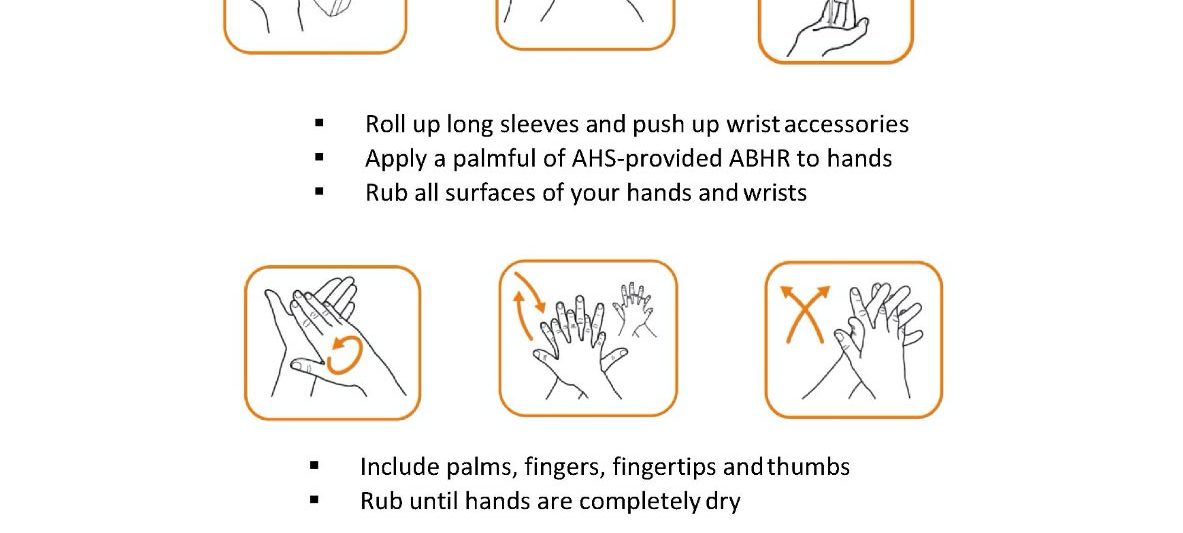 ▪ Roll up long sleeves and push up wrist accessories
▪ Apply a palmful of AHS-provided ABHR to hands
▪ Rub all surfaces of your hands and wrists
▪ Include palms, fingers, fingertips and thumbs
▪ Rub until hands are completely dry